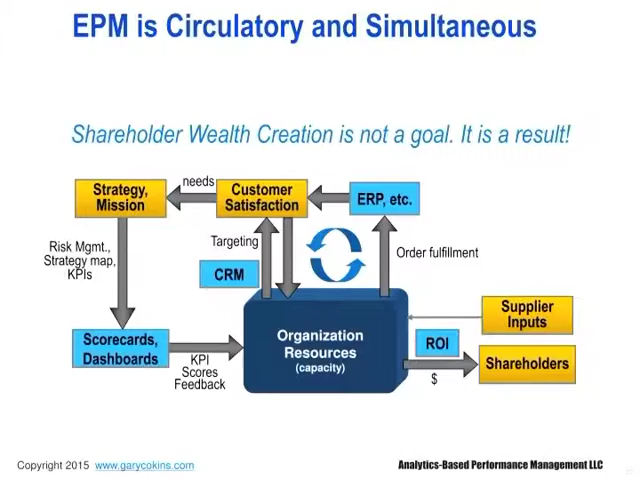 EPM is Circulatory and Simultaneous
Shareholder Wealth Creation is not a goal. It is a result!
needs
Strategy,
Mission
Customer
Satisfaction
ERP, etc.
Risk Mgmt.,
Strategy map,
KPIs
Targeting
CRM
Order fulfillment
Supplier
Inputs
Scorecards,
Dashboards
KPI
Scores
Feedback
Organization
Resources
(capacity)
ROI
$
Shareholders
Copyright 2015 www.garycokins.com
Analytics-Based Performance Management LLC